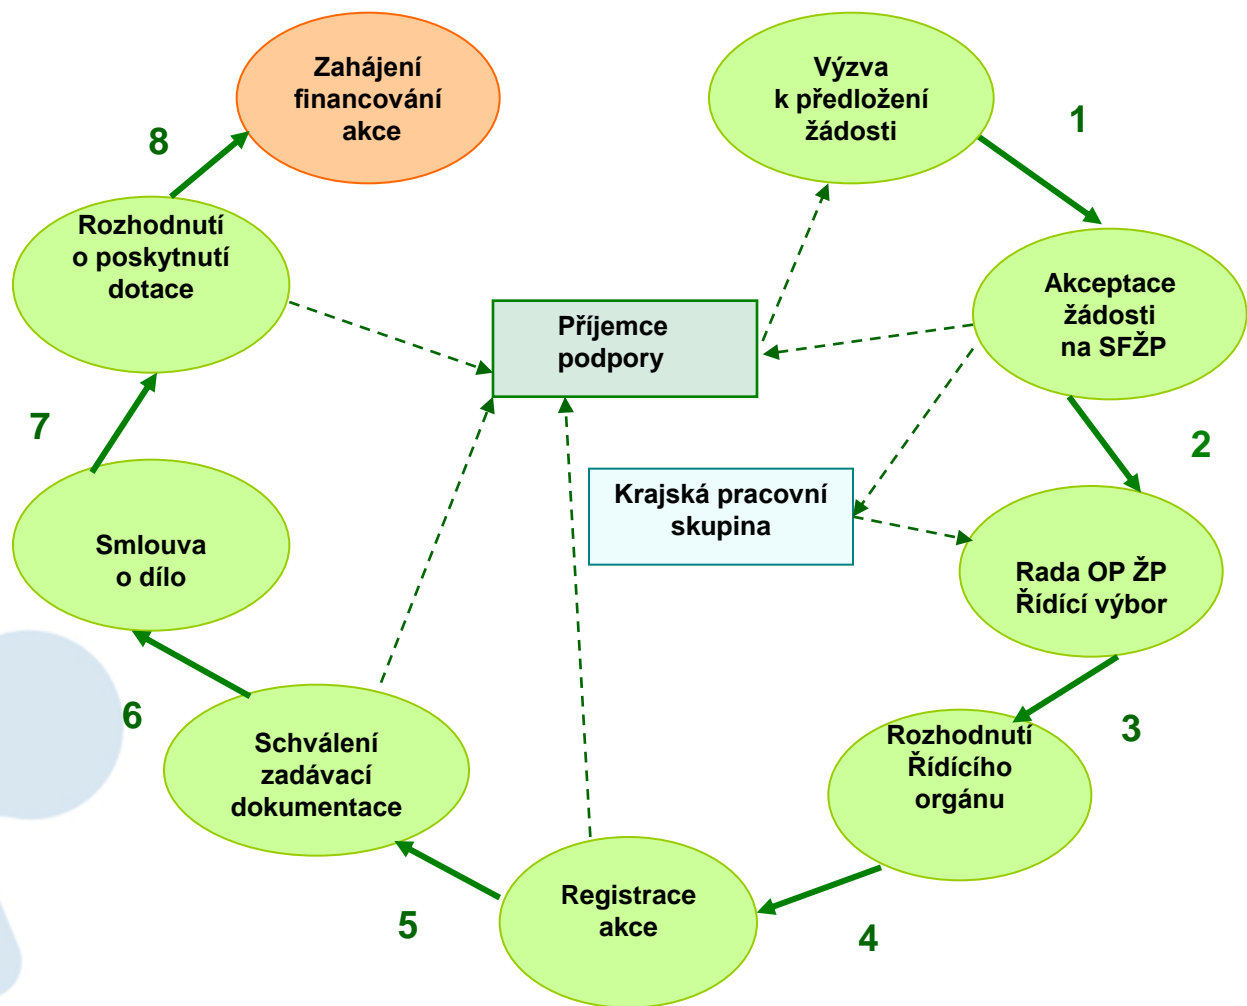 Zahájení
financování
akce
Výzva
k předložení
žádosti
1
8
Rozhodnutí
o poskytnutí
dotace
Akceptace
žádosti
na SFŽP
Příjemce
podpory
7
2
Krajská pracovní
skupina
Smlouva
o dílo
Rada OP ŽP
Řídící výbor
6
3
Schválení
zadávací
dokumentace
Rozhodnutí
Řídícího
orgánu
Registrace
akce
5
4